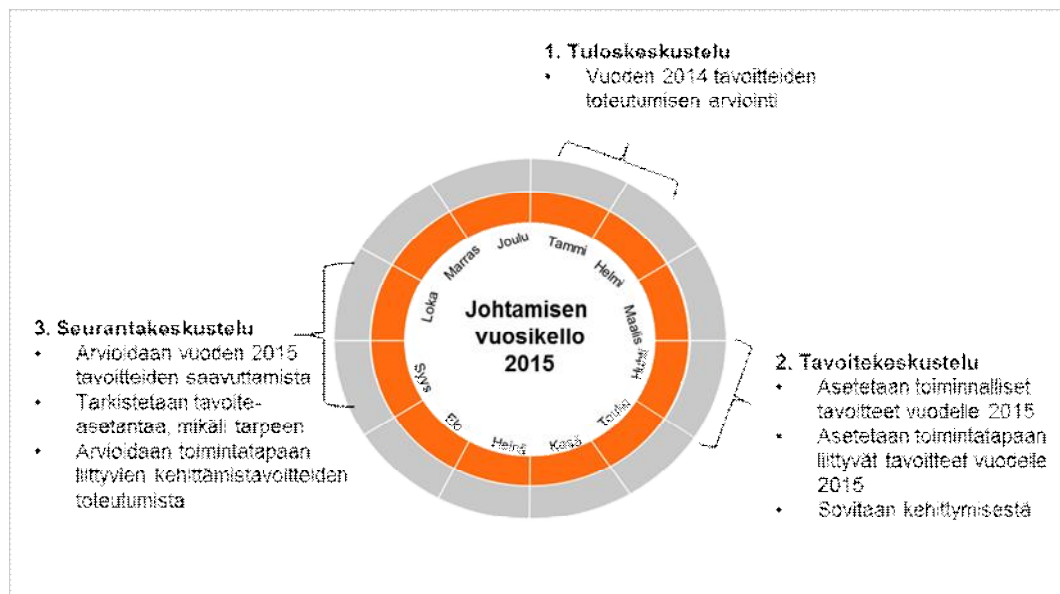 1. Tuloskeskustelu
• Vuoden 2014 tavoitteiden
toteutumisen arviointi
Joulu
Tammi
Marras
Helmi
Loka
Maalis
Johtamisen
vuosikello
2015
Huhti
Syys
Touko
Elo
Heinä
Kesä
3. Seurantakeskustelu
• Arvioidaan vuoden 2015
tavoitteiden saavuttamista
• Tarkistetaan tavoite-
asetantaa, mikäli tarpeen
• Arvioidaan toimintatapaan
liittyvien kehittämistavoitteiden
toteutumista
2. Tavoitekeskustelu
• Asetetaan toiminnalliset
tavoitteet vuodelle 2015
• Asetetaan toimintatapaan
liittyvät tavoitteet vuodelle
2015
• Sovitaan kehittymisestä